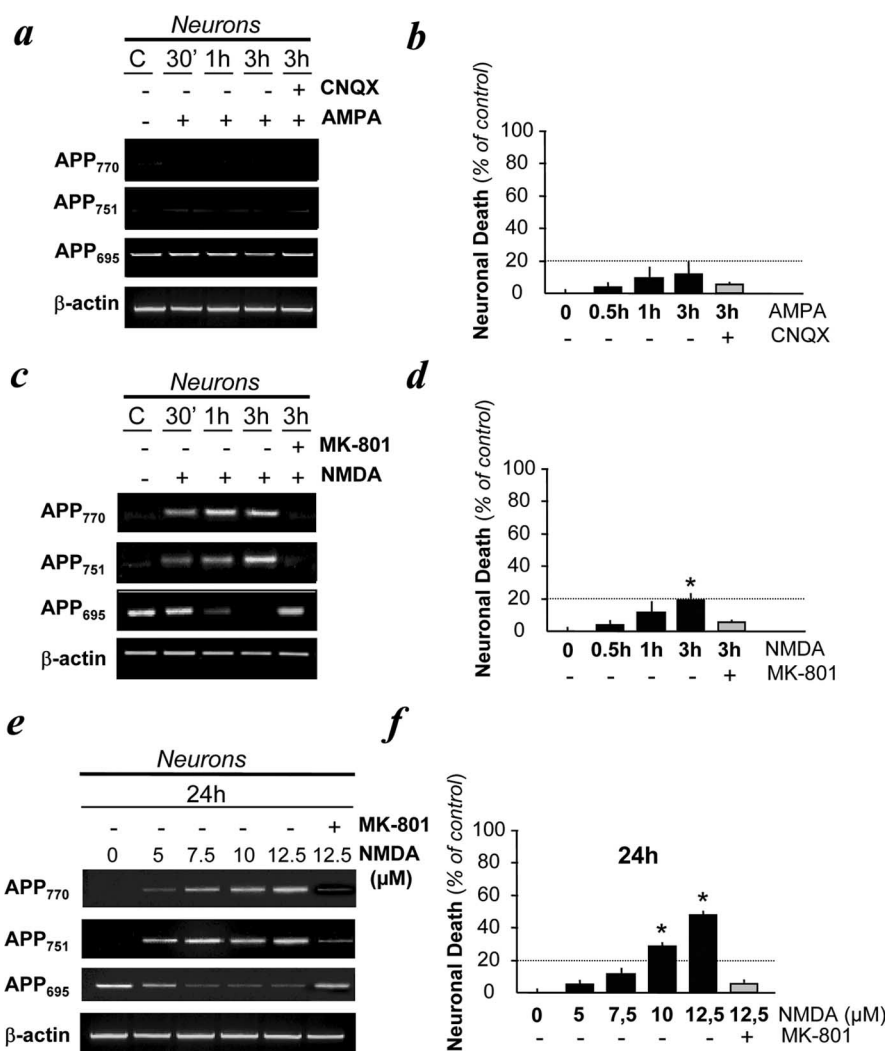 a
Neurons
C 30' 1h 3h 3h
- - - - + CNQX
- + + + + AMPA
APP770
APP751
APP695
β-actin
b
Neuronal Death (% of control)
100
80
60
40
20
0
0 0.5h 1h 3h 3h AMPA
- - - - + CNQX
c
Neurons
C 30' 1h 3h 3h
- - - - + MK-801
- + + + + NMDA
APP770
APP751
APP695
β-actin
d
Neuronal Death (% of control)
100
80
60
40
20
0
*
0 0.5h 1h 3h 3h NMDA
- - - - + MK-801
e
Neurons
24h
- - - - - + MK-801
0 5 7.5 10 12.5 12.5 NMDA
(µM)
APP770
APP751
APP695
β-actin
f
Neuronal Death (% of control)
100
80
60
40
20
0
24h
* *
0 5 7,5 10 12,5 12,5 NMDA (µM)
- - - - - + MK-801